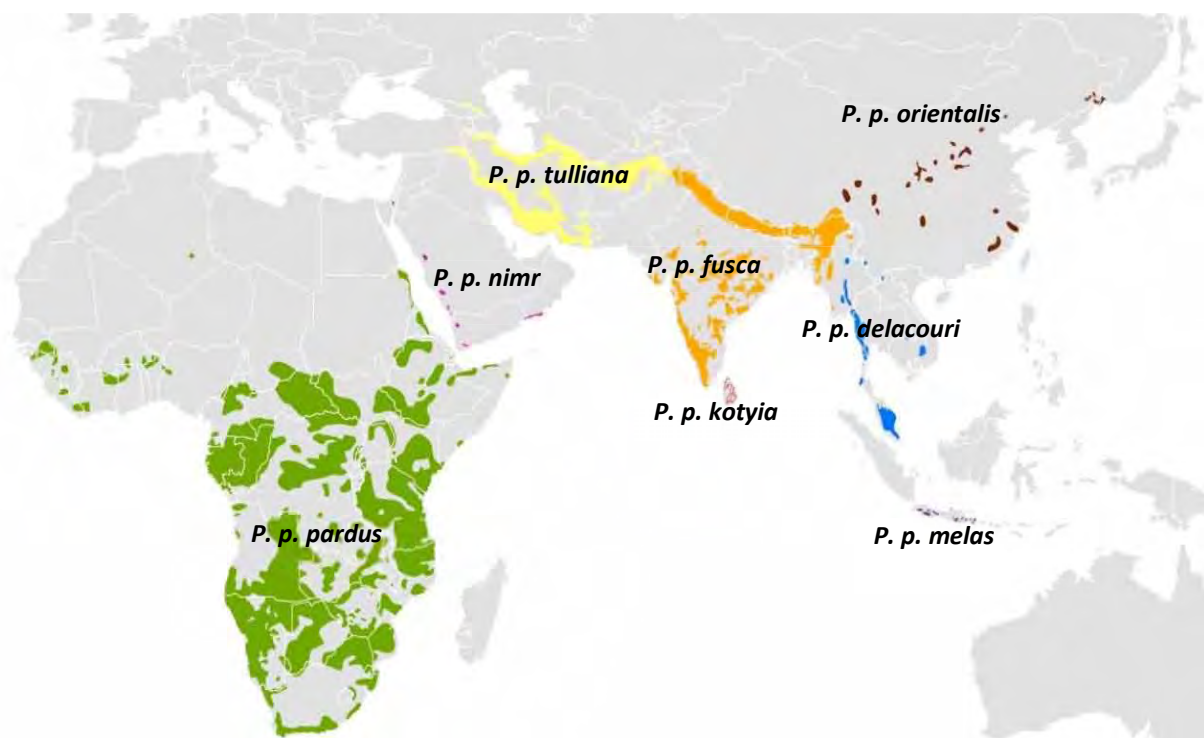 P. p. orientalis
P. p. tulliana
P. p. fusca
P. p. nimr
P. p. delacouri
P. p. kotyia
P. p. pardus
P. p. melas